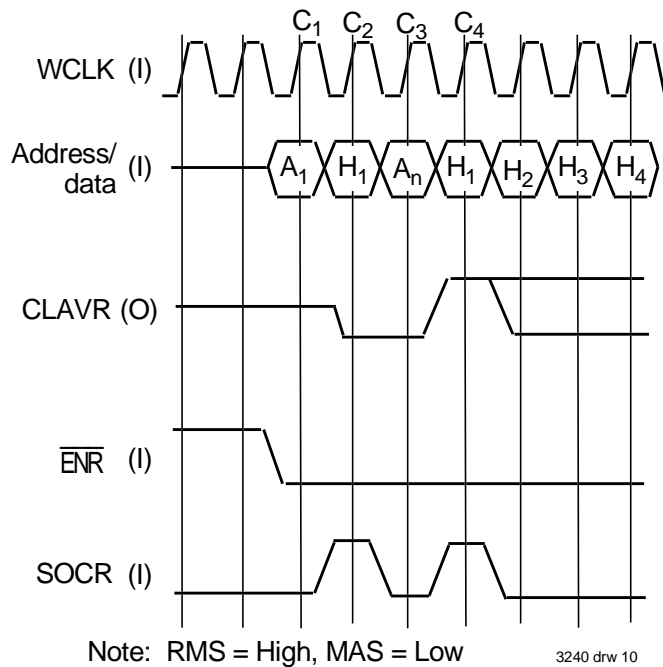 C₁ C₂ C₃ C₄
WCLK (I)
Address/
data (I)
A₁ H₁ Aₙ H₁ H₂ H₃ H₄
CLAVR (O)
E̅N̅R̅ (I)
SOCR (I)
Note: RMS = High, MAS = Low
3240 drw 10